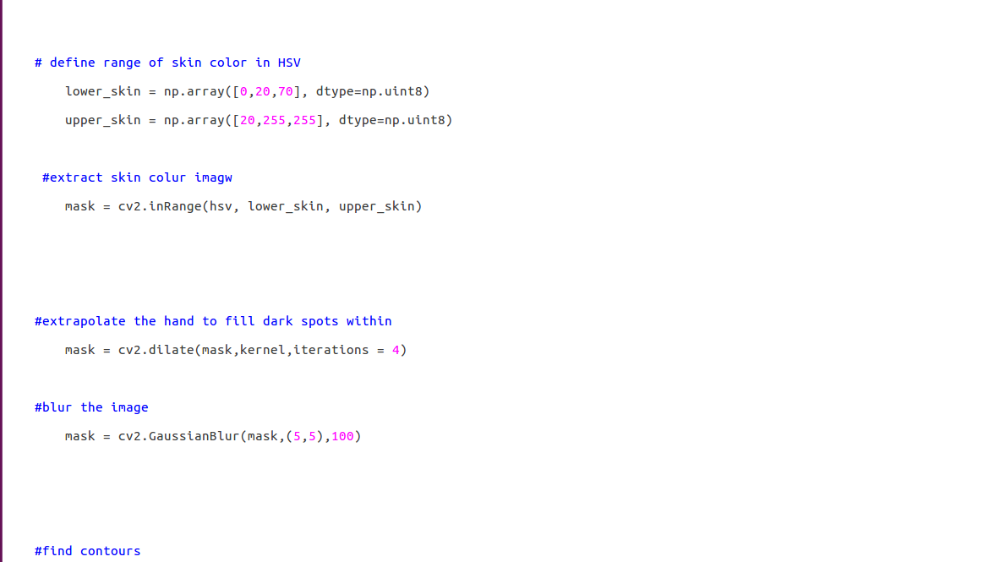 # define range of skin color in HSV
lower_skin = np.array([0,20,70], dtype=np.uint8)
upper_skin = np.array([20,255,255], dtype=np.uint8)
#extract skin colur imagw
mask = cv2.inRange(hsv, lower_skin, upper_skin)
#extrapolate the hand to fill dark spots within
mask = cv2.dilate(mask,kernel,iterations = 4)
#blur the image
mask = cv2.GaussianBlur(mask,(5,5),100)
#find contours